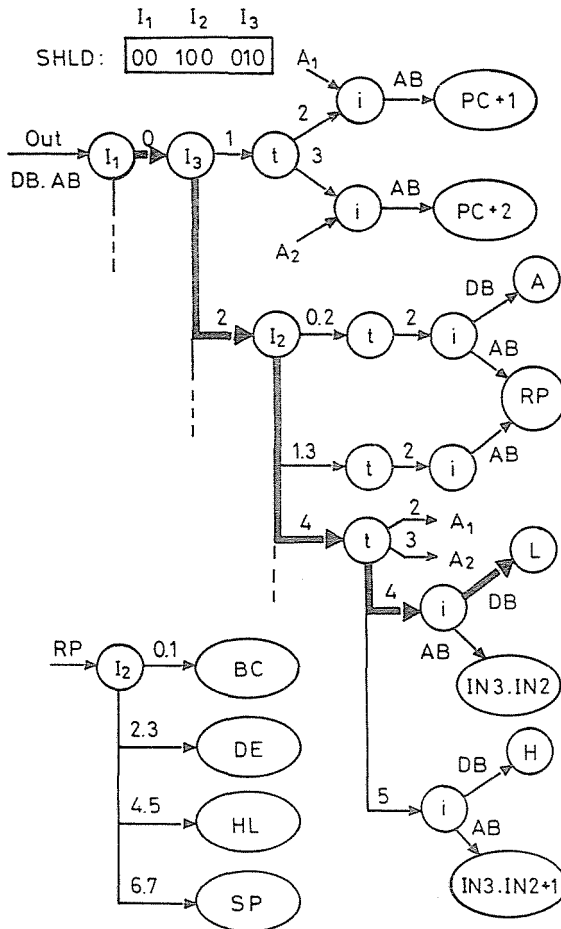 I₁ I₂ I₃
SHLD: 00 100 010
A₁
AB
i
PC+1
2
Out
0
1
I₁
I₃
t
DB. AB
3
AB
i
PC+2
A₂
DB
A
2
0.2
2
I₂
t
i
AB
RP
1.3
2
t
i
AB
2
A₁
4
t
3
A₂
L
4
i
DB
AB
IN3.IN2
RP
0.1
I₂
BC
2.3
DE
DB
H
5
i
AB
4.5
HL
IN3.IN2+1
6.7
SP